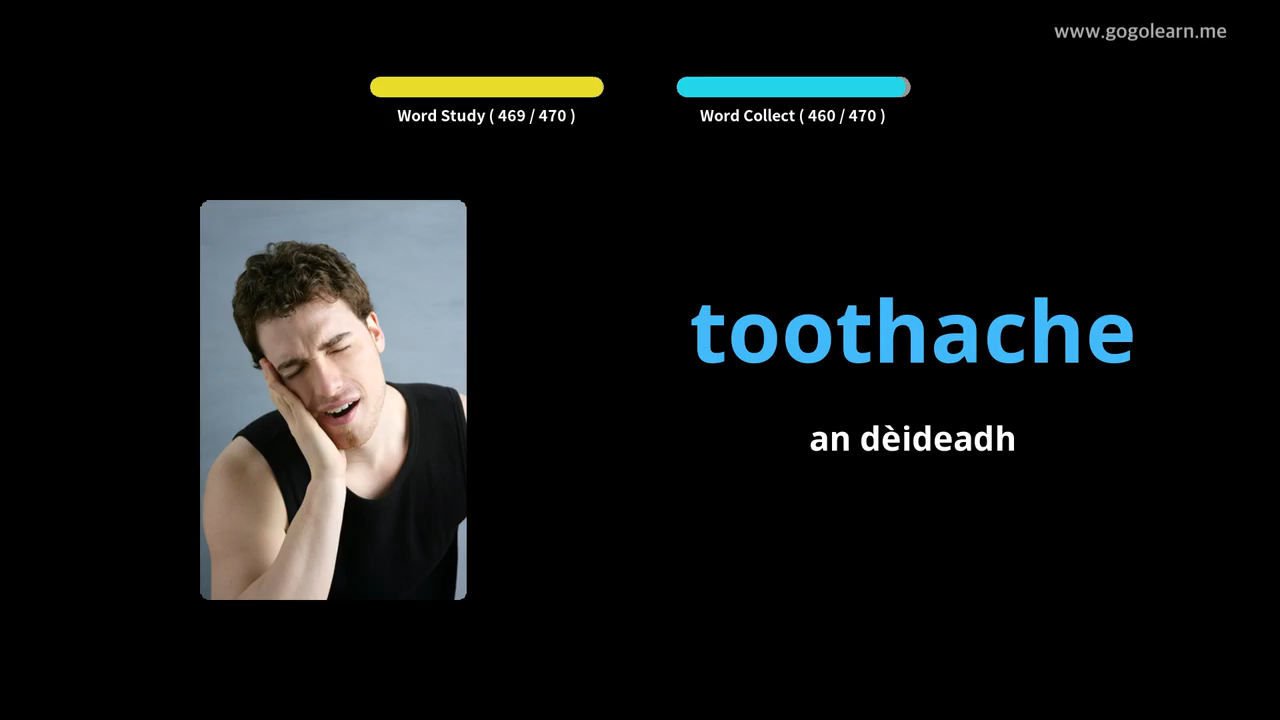 www.gogolearn.me
Word Study ( 469 / 470 )
Word Collect ( 460 / 470 )
toothache
an dèideadh